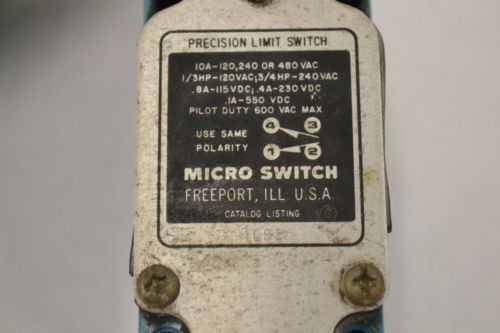 PRECISION LIMIT SWITCH
10A-120,240 OR 480 VAC
1/3HP-120VAC;3/4HP-240VAC
.8A-115VDC;.4A-230VDC
.1A-550 VDC
PILOT DUTY 600 VAC MAX
4 3
USE SAME
POLARITY
1 2
MICRO SWITCH
FREEPORT, ILL. U.S.A.
CATALOG LISTING